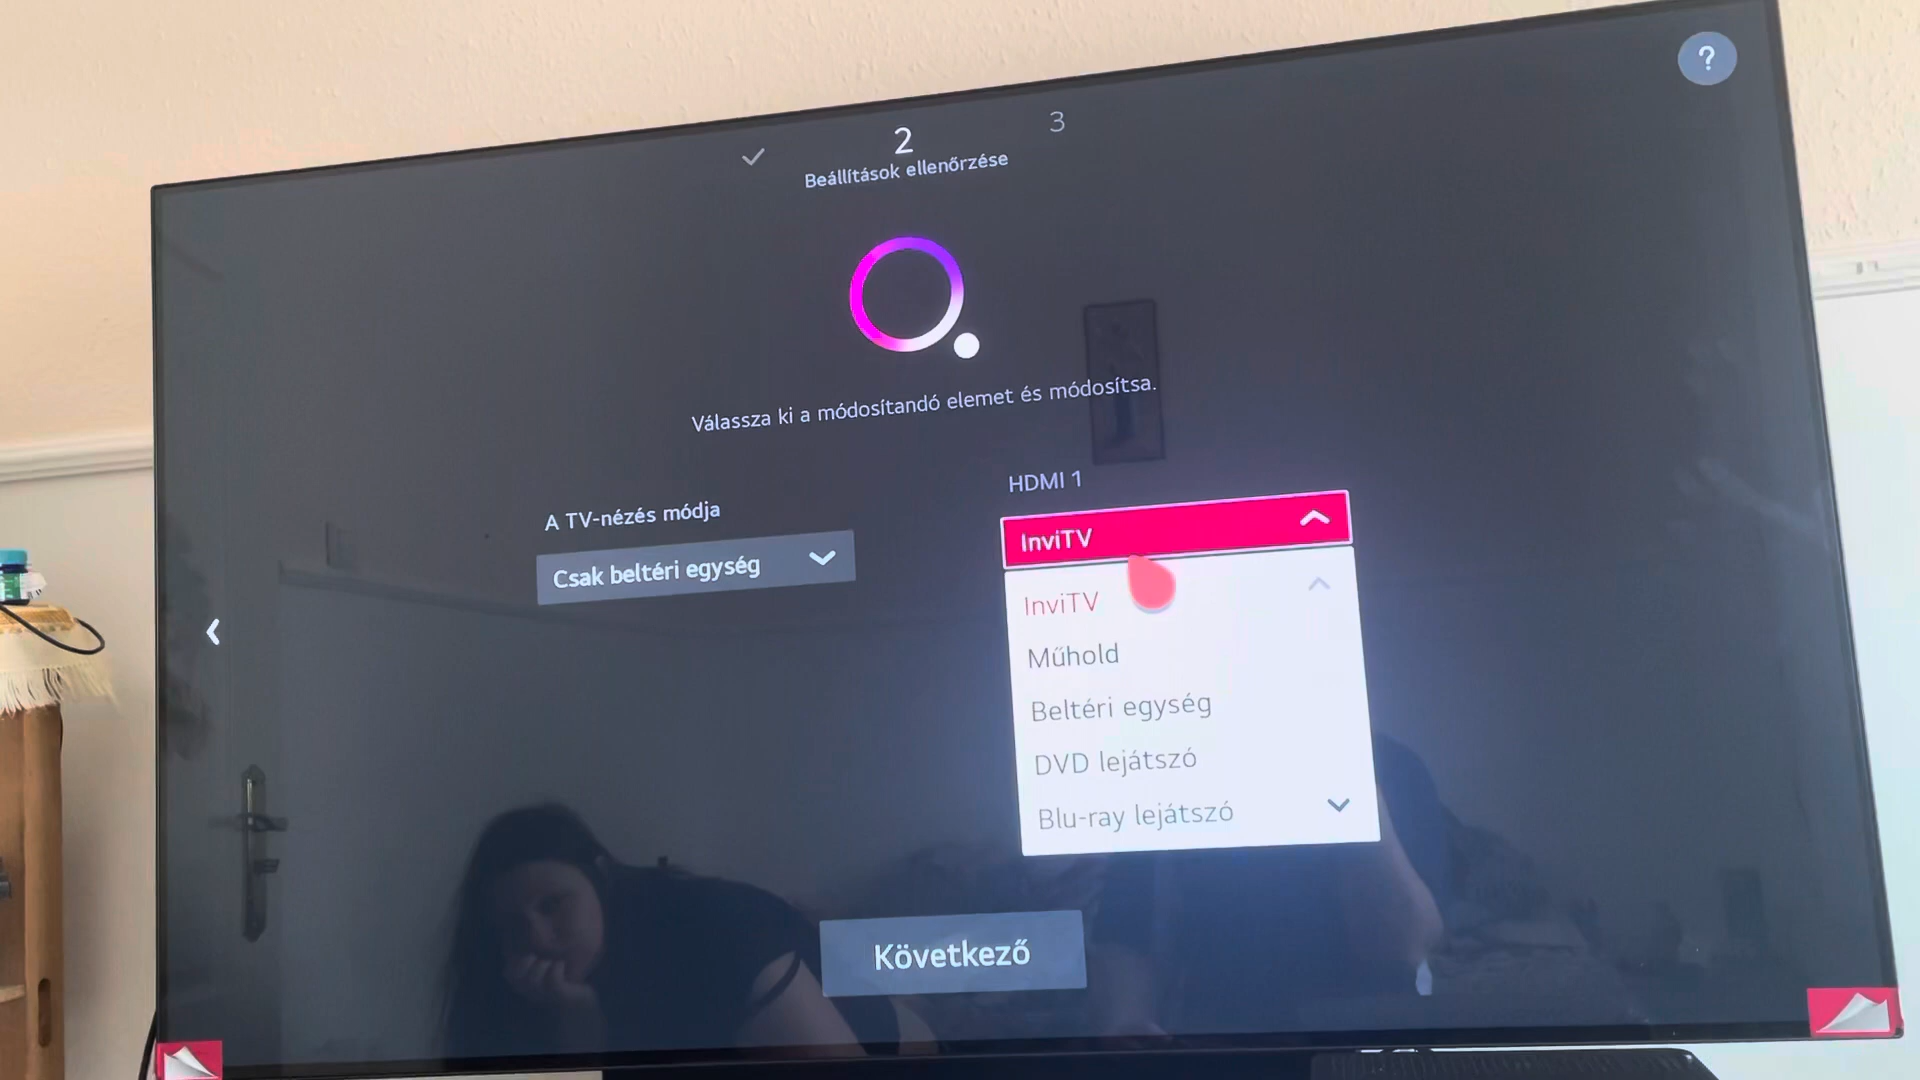 ?
2
3
Beállítások ellenőrzése
Válassza ki a módosítandó elemet és módosítsa.
A TV-nézés módja
Csak beltéri egység
HDMI 1
InviTV
InviTV
Műhold
Beltéri egység
DVD lejátszó
Blu-ray lejátszó
Következő